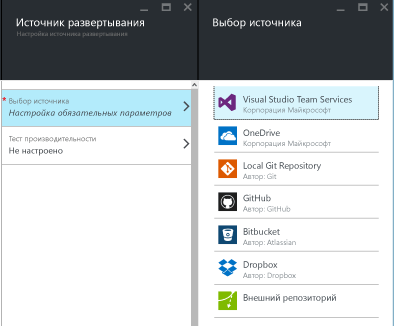 Источник развертывания
Настройка источника развертывания
* Выбор источника
Настройка обязательных параметров
Тест производительности
Не настроено
Выбор источника
Visual Studio Team Services
Корпорация Майкрософт
OneDrive
Корпорация Майкрософт
Local Git Repository
Автор: Git
GitHub
Автор: GitHub
Bitbucket
Автор: Atlassian
Dropbox
Автор: Dropbox
Внешний репозиторий